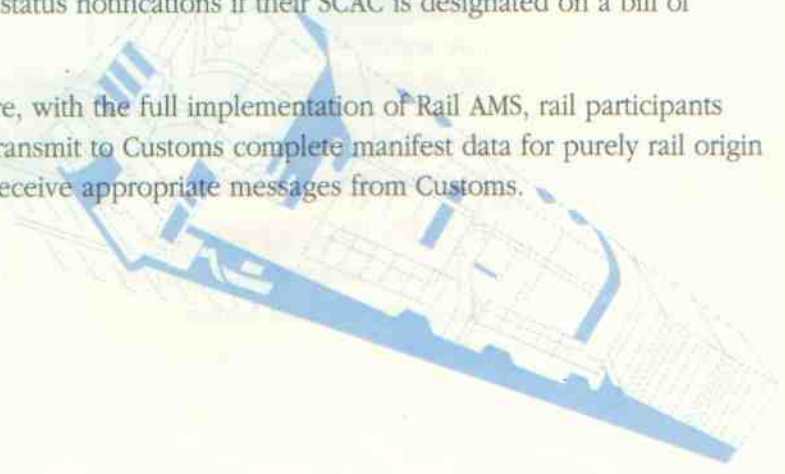 status notifications if their SCAC is designated on a bill of
re, with the full implementation of Rail AMS, rail participants
ransmit to Customs complete manifest data for purely rail origin
eceive appropriate messages from Customs.